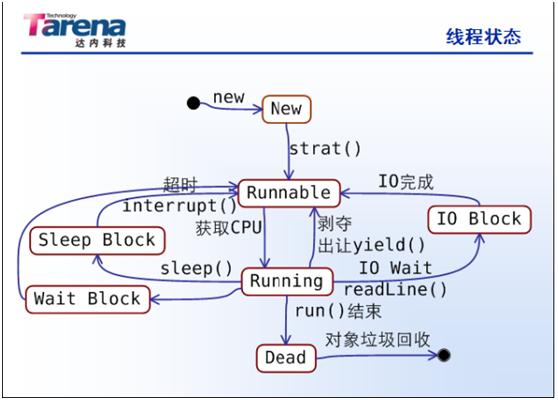 Technology
Tarena
达内科技
线程状态
new
New
strat()
超时
Runnable
IO完成
interrupt()
获取CPU
剥夺
出让yield()
IO Block
Sleep Block
sleep()
Running
IO Wait
readLine()
Wait Block
run()结束
Dead
对象垃圾回收